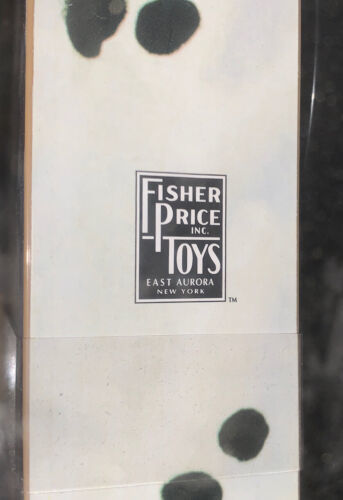 FISHER
PRICE
INC.
TOYS
EAST AURORA
NEW YORK
TM